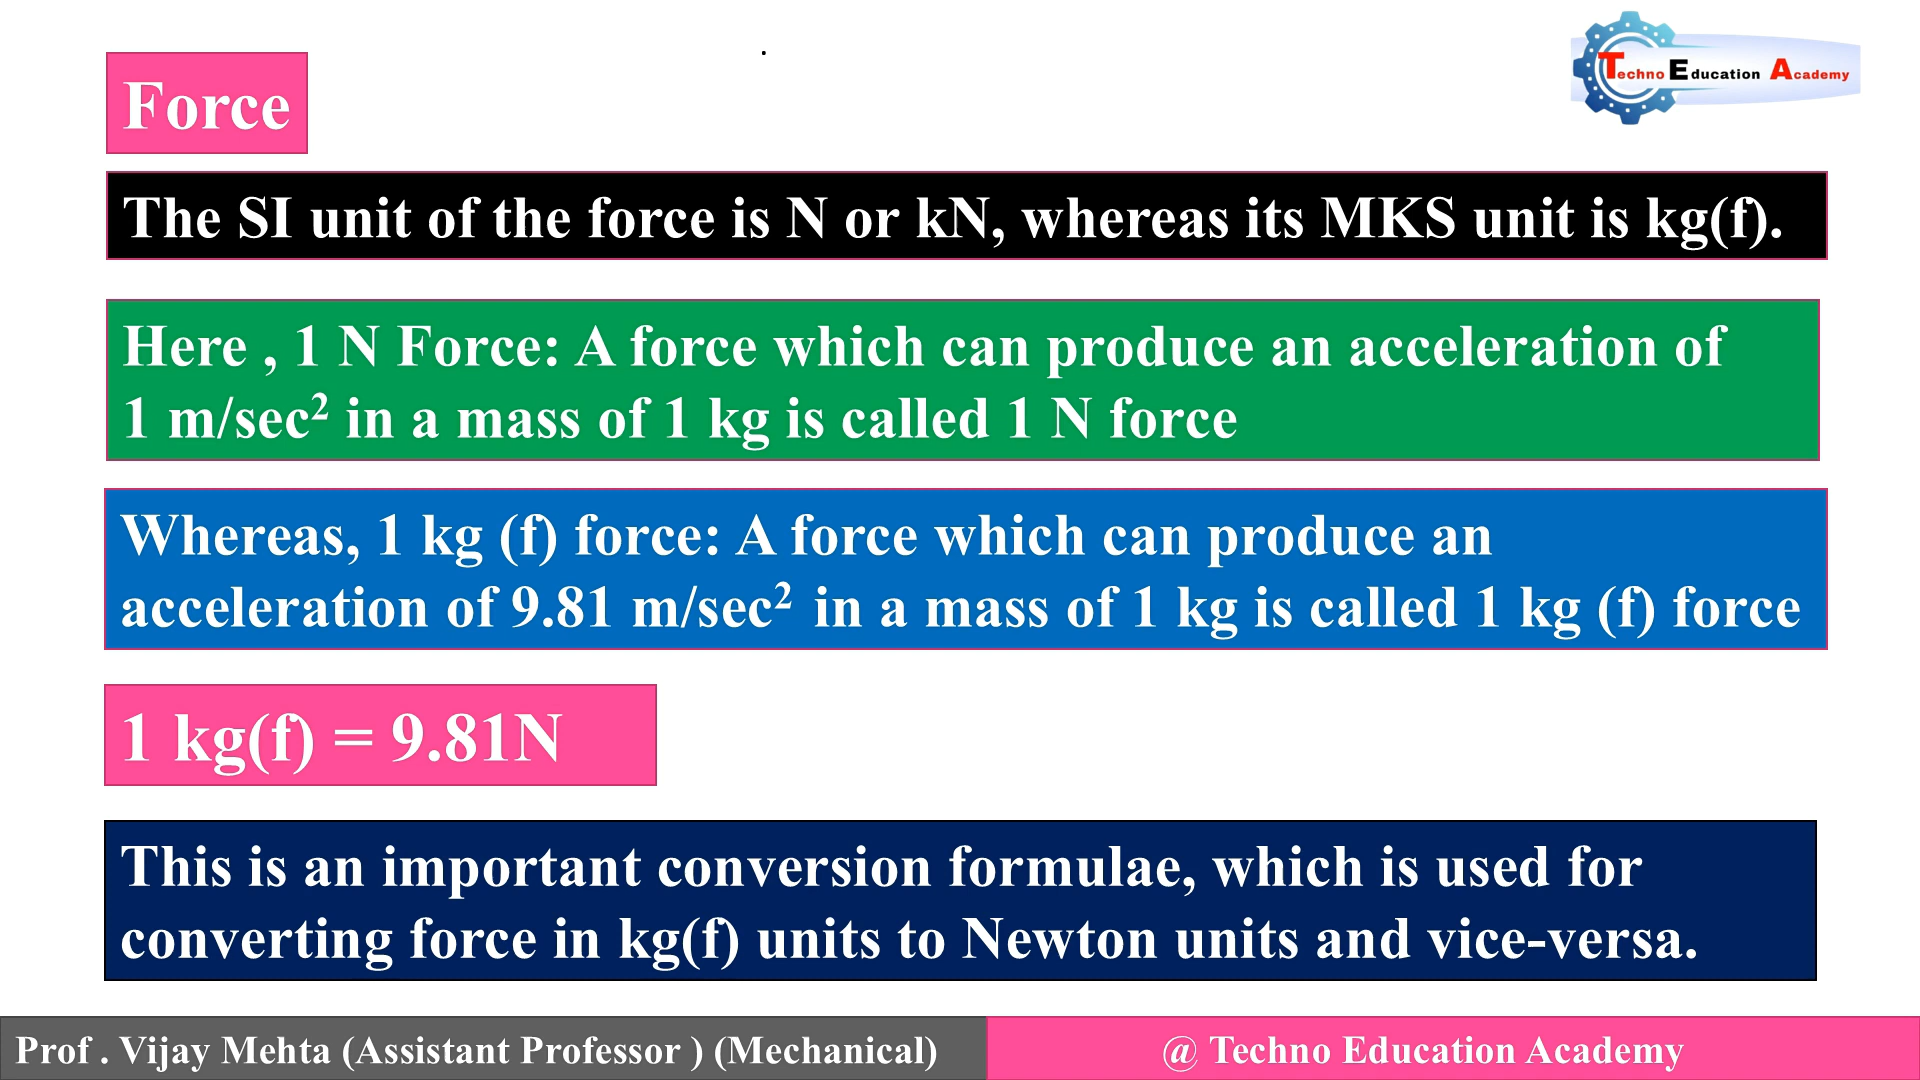 .
Techno Education Academy
Force
The SI unit of the force is N or kN, whereas its MKS unit is kg(f).
Here , 1 N Force: A force which can produce an acceleration of
1 m/sec² in a mass of 1 kg is called 1 N force
Whereas, 1 kg (f) force: A force which can produce an
acceleration of 9.81 m/sec² in a mass of 1 kg is called 1 kg (f) force
1 kg(f) = 9.81N
This is an important conversion formulae, which is used for
converting force in kg(f) units to Newton units and vice-versa.
Prof . Vijay Mehta (Assistant Professor ) (Mechanical)
@ Techno Education Academy